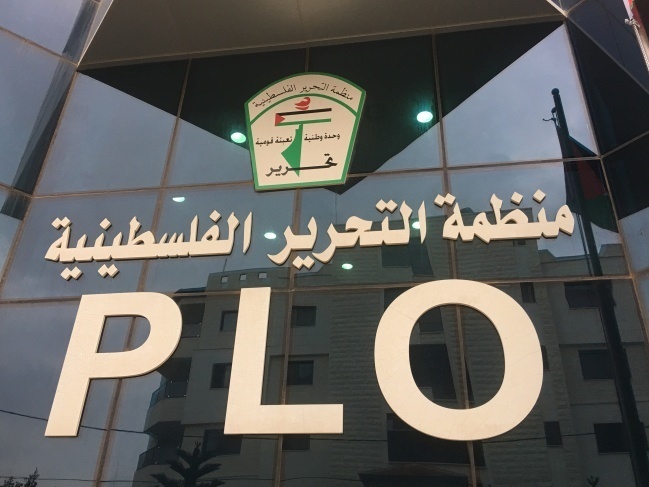 منظمة التحرير الفلسطينية
وحدة وطنية تعبئة قومية
تحرير
منظمة التحرير الفلسطينية
PLO